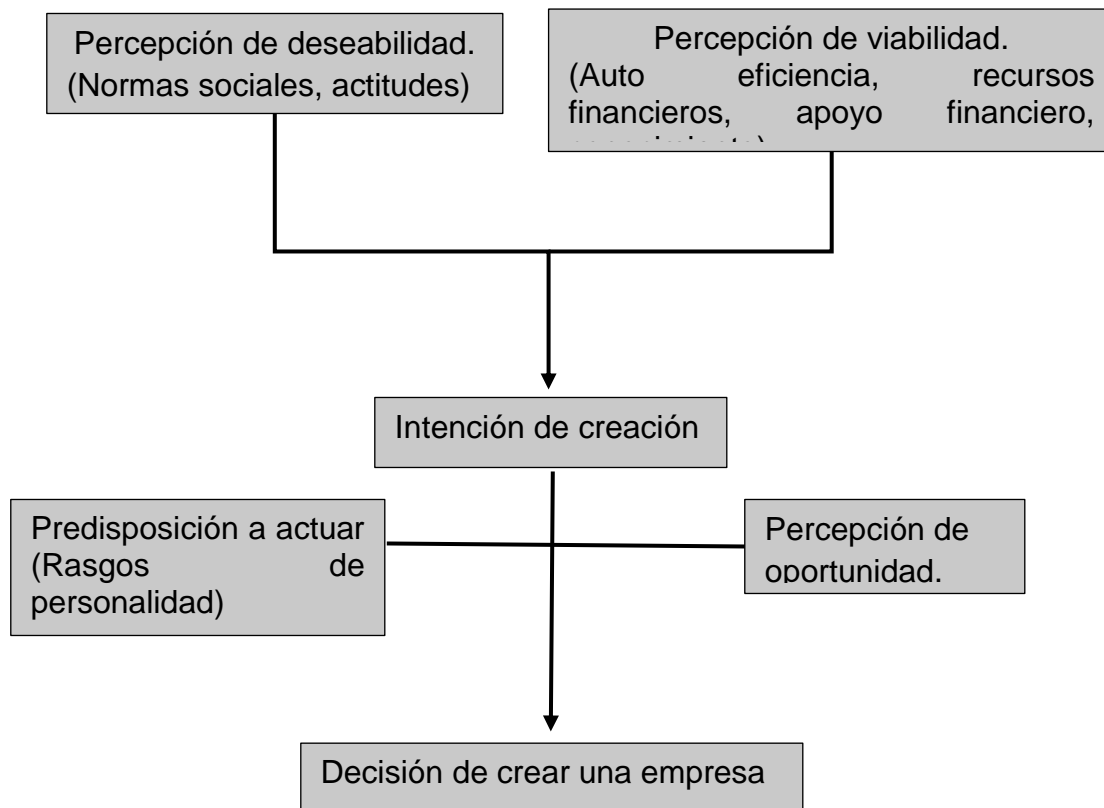 Percepción de deseabilidad.
(Normas sociales, actitudes)
Percepción de viabilidad.
(Auto eficiencia, recursos
financieros, apoyo financiero,
Intención de creación
Predisposición a actuar
(Rasgos de
personalidad)
Percepción de
oportunidad.
Decisión de crear una empresa